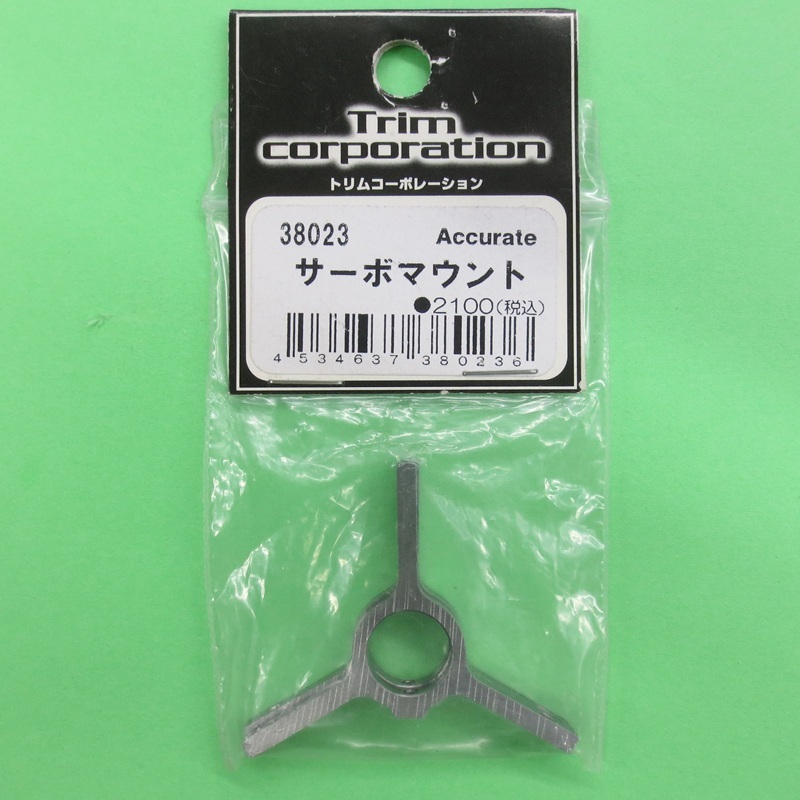 Trim
corporation
トリムコーポレーション
38023 Accurate
サーボマウント
●2100(税込)
4 534637 380236